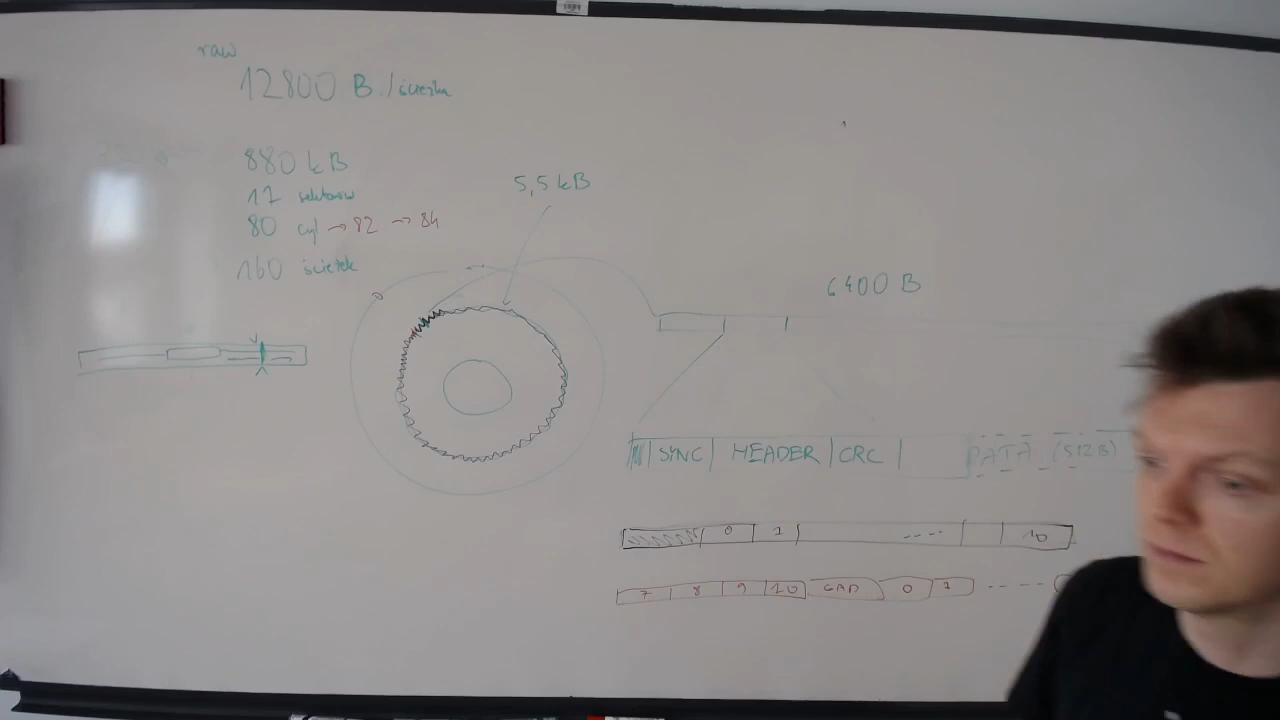 raw
12800 B /ścieżka
880 kB
5,5 kB
11 sektorów
80 cyl → 82 → 84
160 ścieżek
6400 B
SYNC HEADER CRC DATA (512B)
0 1 ---- 10
7 8 9 10 GAP 0 1 -----